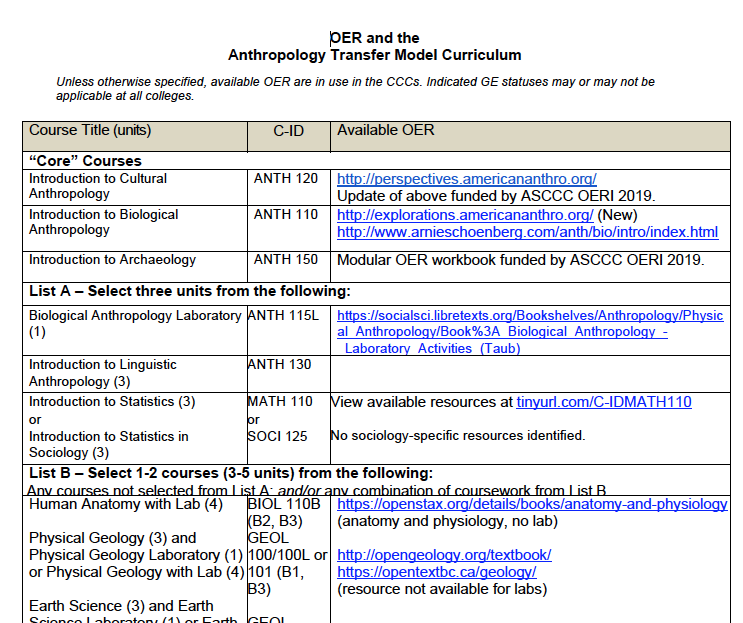 OER and the
Anthropology Transfer Model Curriculum
Unless otherwise specified, available OER are in use in the CCCs. Indicated GE statuses may or may not be
applicable at all colleges.
Course Title (units) C-ID Available OER
“Core” Courses
Introduction to Cultural ANTH 120 http://perspectives.americananthro.org/
Anthropology Update of above funded by ASCCC OERI 2019.
Introduction to Biological ANTH 110 http://explorations.americananthro.org/ (New)
Anthropology http://www.arnieschoenberg.com/anth/bio/intro/index.html
Introduction to Archaeology ANTH 150 Modular OER workbook funded by ASCCC OERI 2019.
List A – Select three units from the following:
Biological Anthropology Laboratory ANTH 115L https://socialsci.libretexts.org/Bookshelves/Anthropology/Physic
(1) al_Anthropology/Book%3A_Biological_Anthropology_-
_Laboratory_Activities_(Taub)
Introduction to Linguistic ANTH 130
Anthropology (3)
Introduction to Statistics (3) MATH 110 View available resources at tinyurl.com/C-IDMATH110
or or
Introduction to Statistics in SOCI 125 No sociology-specific resources identified.
Sociology (3)
List B – Select 1-2 courses (3-5 units) from the following:
Any courses not selected from List A; and/or any combination of coursework from List B
Human Anatomy with Lab (4) BIOL 110B https://openstax.org/details/books/anatomy-and-physiology
(B2, B3) (anatomy and physiology, no lab)
Physical Geology (3) and GEOL
Physical Geology Laboratory (1) 100/100L or http://opengeology.org/textbook/
or Physical Geology with Lab (4) 101 (B1, https://opentextbc.ca/geology/
B3) (resource not available for labs)
Earth Science (3) and Earth
Science Laboratory (1) or Earth GEOL